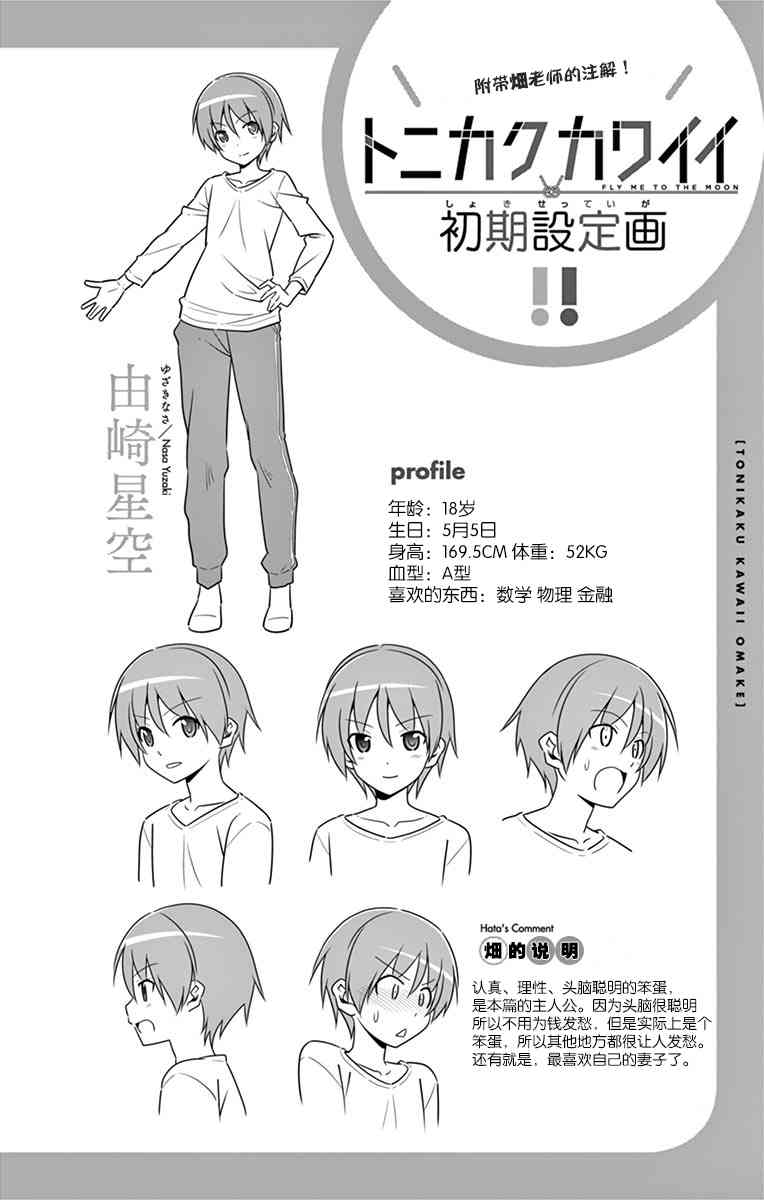 附带畑老师的注解！
トニカクカワイイ
FLY ME TO THE MOON
しょきせっていが
初期設定画
!!
由崎星空
ゆざきなさ／Nasa Yuzaki
profile
年龄：18岁
生日：5月5日
身高：169.5CM 体重：52KG
血型：A型
喜欢的东西：数学 物理 金融
[TONIKAKU KAWAII OMAKE]
Hata's Comment
畑的说明
认真、理性、头脑聪明的笨蛋，
是本篇的主人公。因为头脑很聪明
所以不用为钱发愁，但是实际上是个
笨蛋，所以其他地方都很让人发愁。
还有就是，最喜欢自己的妻子了。